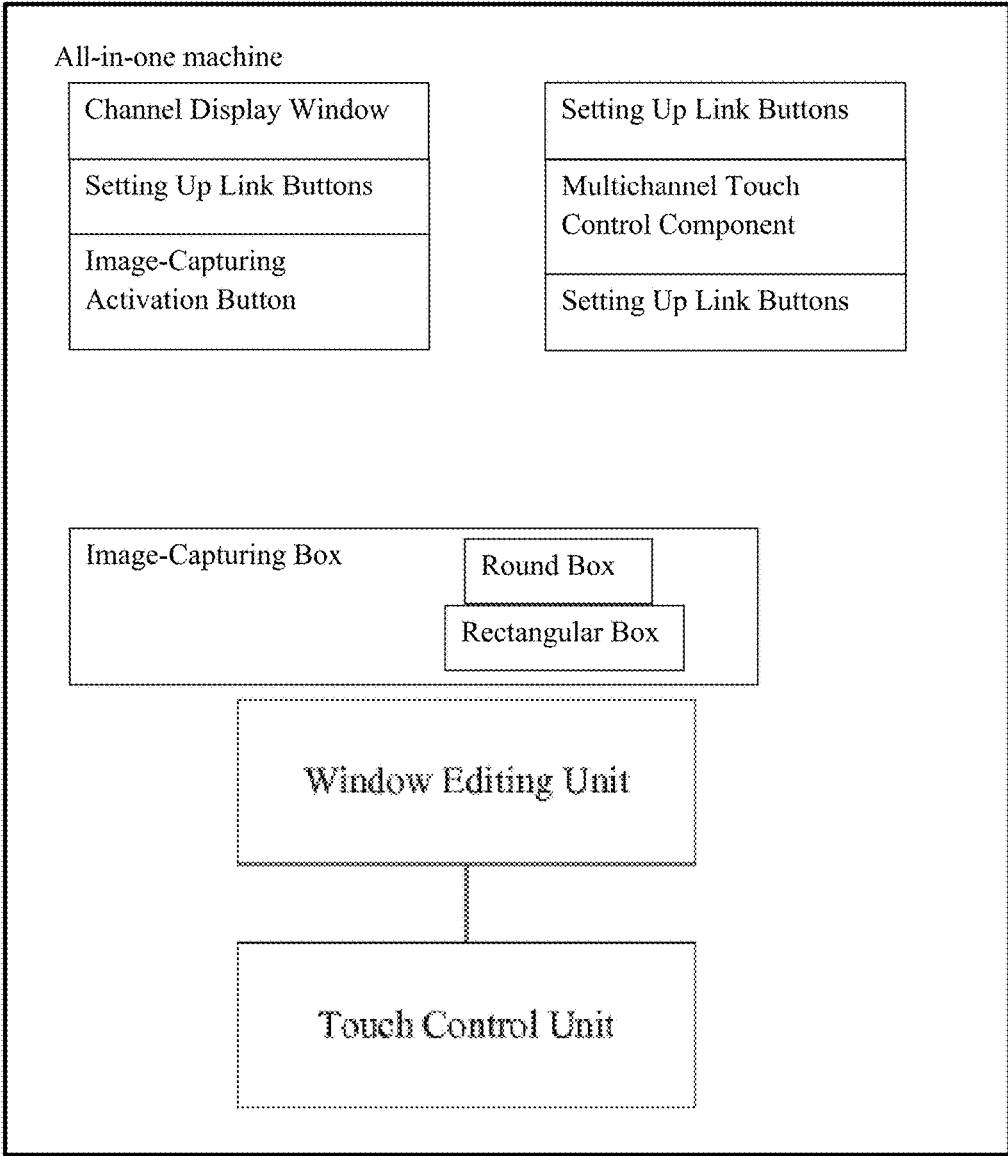 All-in-one machine
Channel Display Window
Setting Up Link Buttons
Image-Capturing
Activation Button
Setting Up Link Buttons
Multichannel Touch
Control Component
Setting Up Link Buttons
Image-Capturing Box
Round Box
Rectangular Box
Window Editing Unit
Touch Control Unit